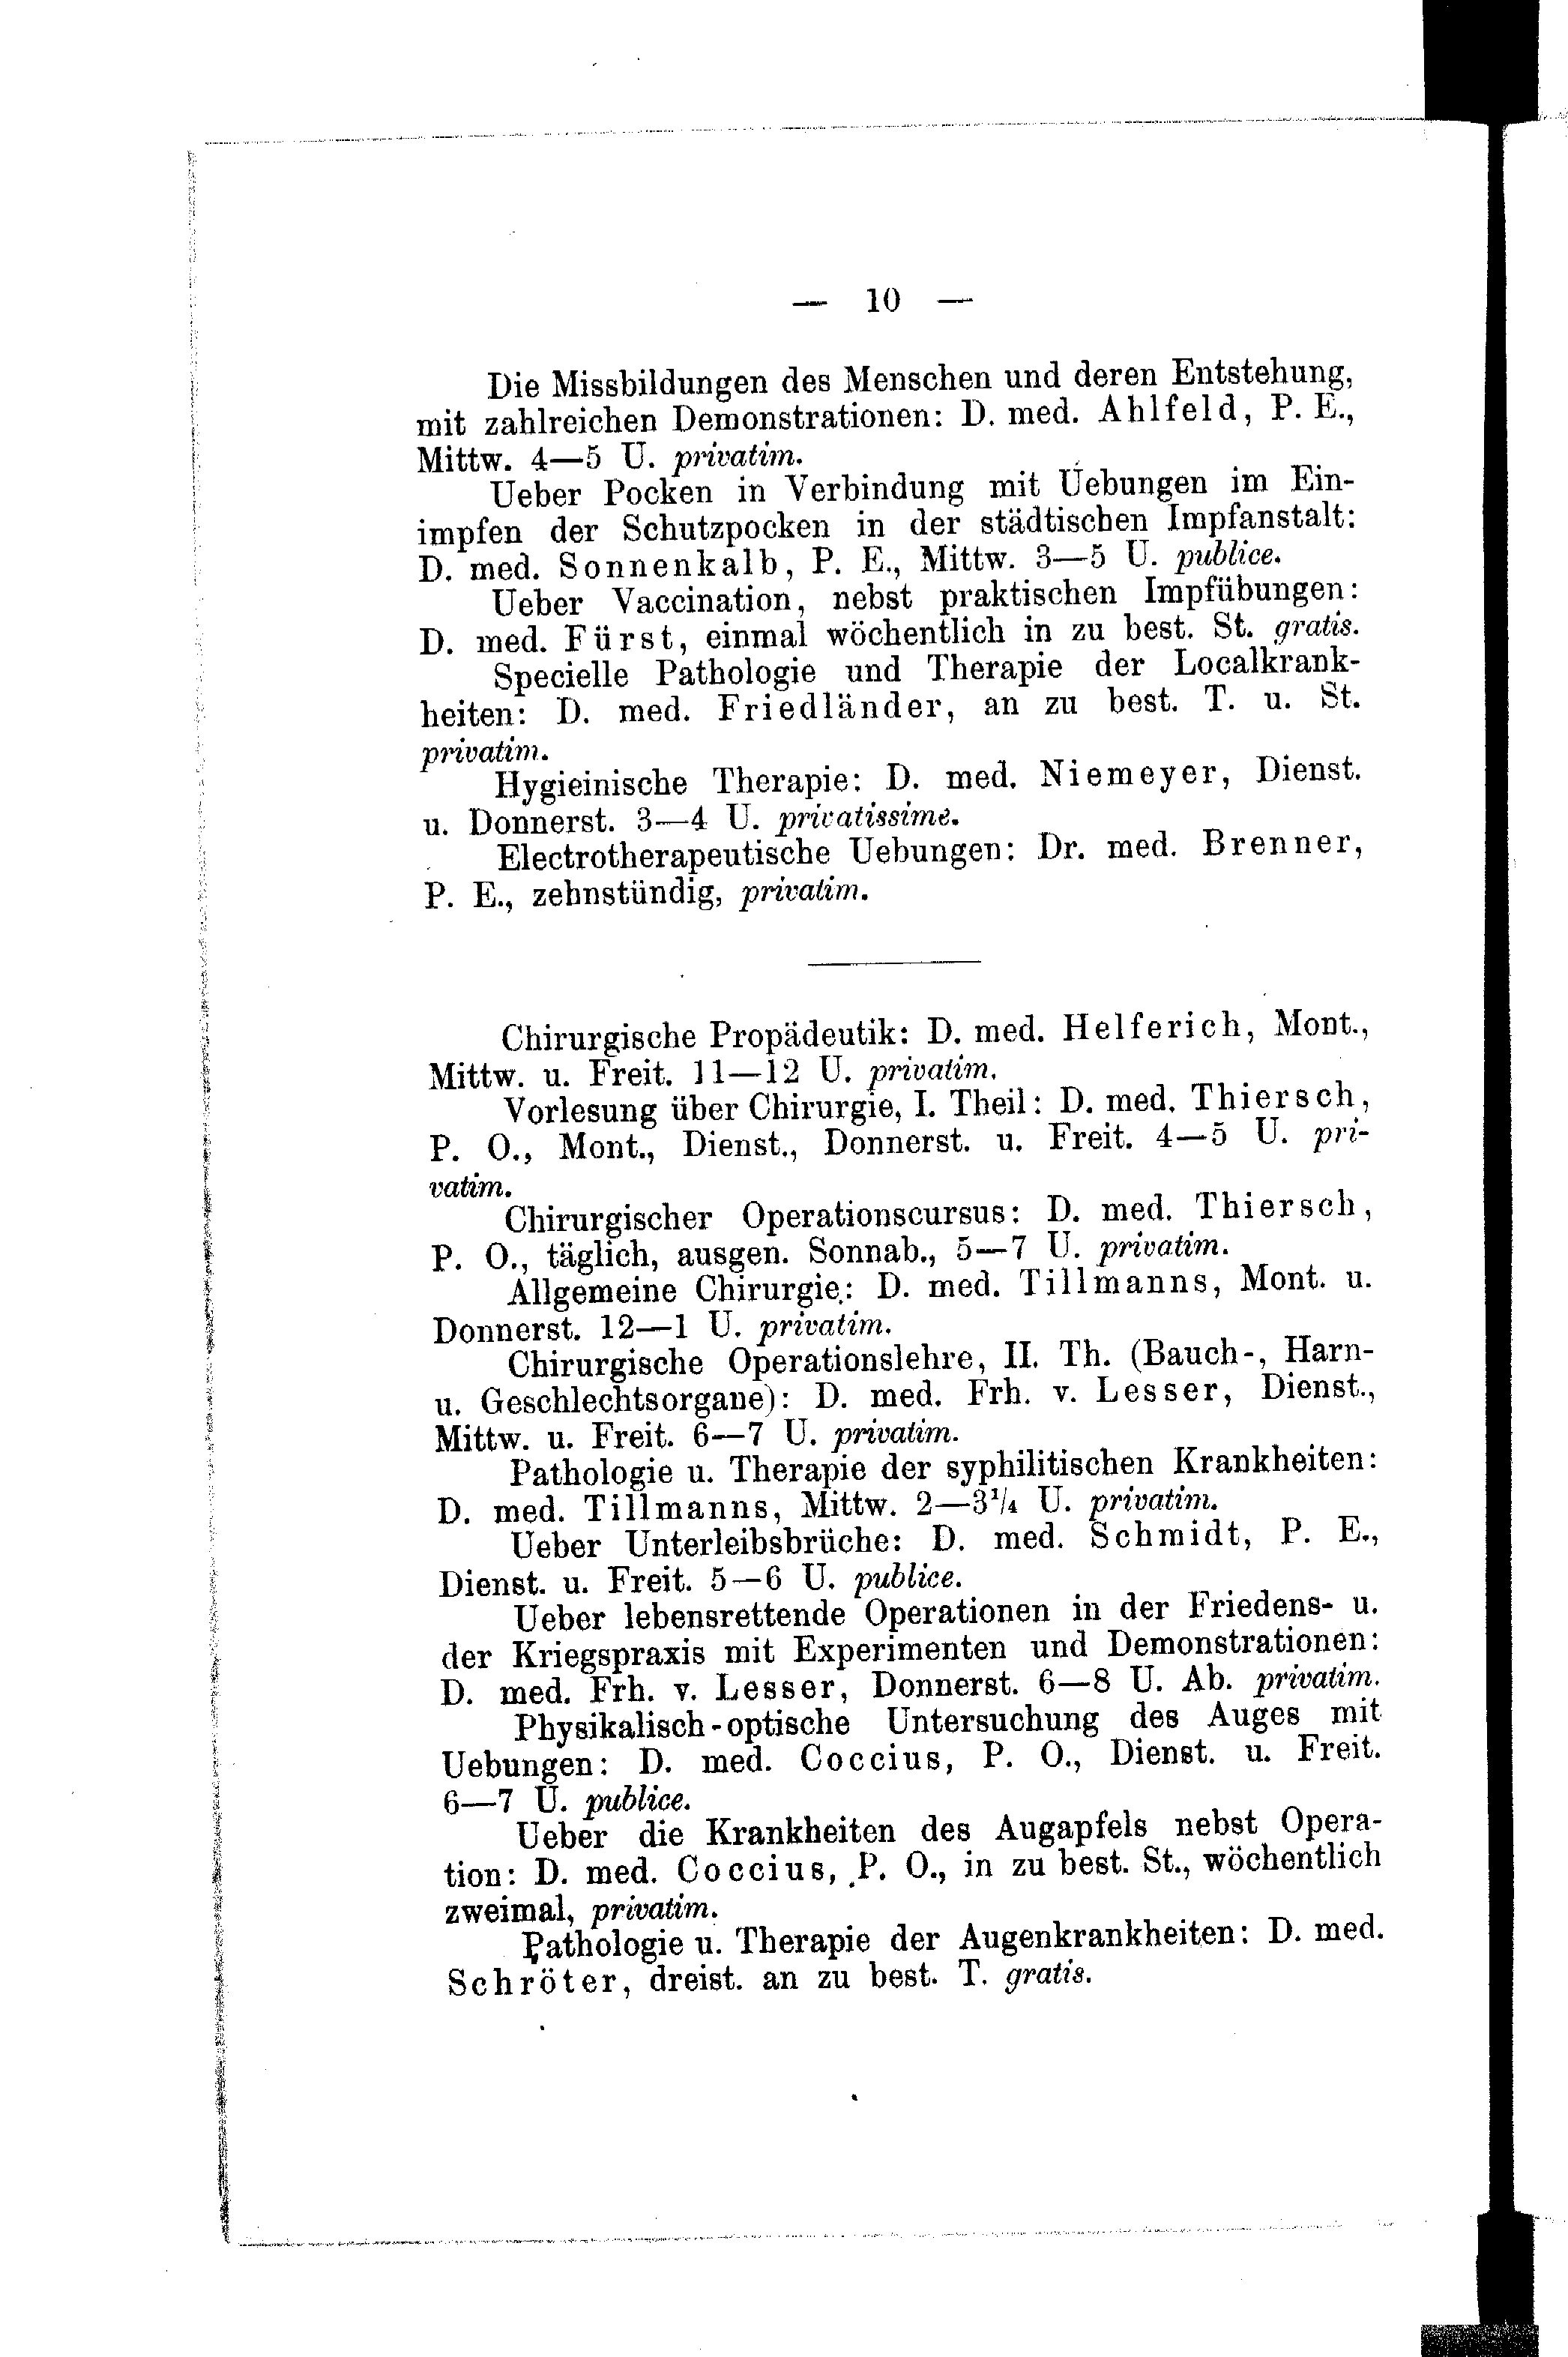 — 10 —
Die Missbildungen des Menschen und deren Entstehung,
mit zahlreichen Demonstrationen: D. med. Ahlfeld, P. E.,
Mittw. 4—5 U. privatim.
Ueber Pocken in Verbindung mit Uebungen im Ein-
impfen der Schutzpocken in der städtischen Impfanstalt:
D. med. Sonnenkalb, P. E., Mittw. 3—5 U. publice.
Ueber Vaccination, nebst praktischen Impfübungen:
D. med. Fürst, einmal wöchentlich in zu best. St. gratis.
Specielle Pathologie und Therapie der Localkrank-
heiten: D. med. Friedländer, an zu best. T. u. St.
privatim.
Hygieinische Therapie: D. med. Niemeyer, Dienst.
u. Donnerst. 3—4 U. privatissime.
Electrotherapeutische Uebungen: Dr. med. Brenner,
P. E., zehnstündig, privatim.
Chirurgische Propädeutik: D. med. Helferich, Mont.,
Mittw. u. Freit. 11—12 U. privatim.
Vorlesung über Chirurgie, I. Theil: D. med. Thiersch,
P. O., Mont., Dienst., Donnerst. u. Freit. 4—5 U. pri-
vatim.
Chirurgischer Operationscursus: D. med. Thiersch,
P. O., täglich, ausgen. Sonnab., 5—7 U. privatim.
Allgemeine Chirurgie: D. med. Tillmanns, Mont. u.
Donnerst. 12—1 U. privatim.
Chirurgische Operationslehre, II. Th. (Bauch-, Harn-
u. Geschlechtsorgane): D. med. Frh. v. Lesser, Dienst.,
Mittw. u. Freit. 6—7 U. privatim.
Pathologie u. Therapie der syphilitischen Krankheiten:
D. med. Tillmanns, Mittw. 2—3¼ U. privatim.
Ueber Unterleibsbrüche: D. med. Schmidt, P. E.,
Dienst. u. Freit. 5—6 U. publice.
Ueber lebensrettende Operationen in der Friedens- u.
der Kriegspraxis mit Experimenten und Demonstrationen:
D. med. Frh. v. Lesser, Donnerst. 6—8 U. Ab. privatim.
Physikalisch-optische Untersuchung des Auges mit
Uebungen: D. med. Coccius, P. O., Dienst. u. Freit.
6—7 U. publice.
Ueber die Krankheiten des Augapfels nebst Opera-
tion: D. med. Coccius, P. O., in zu best. St., wöchentlich
zweimal, privatim.
Pathologie u. Therapie der Augenkrankheiten: D. med.
Schröter, dreist. an zu best. T. gratis.